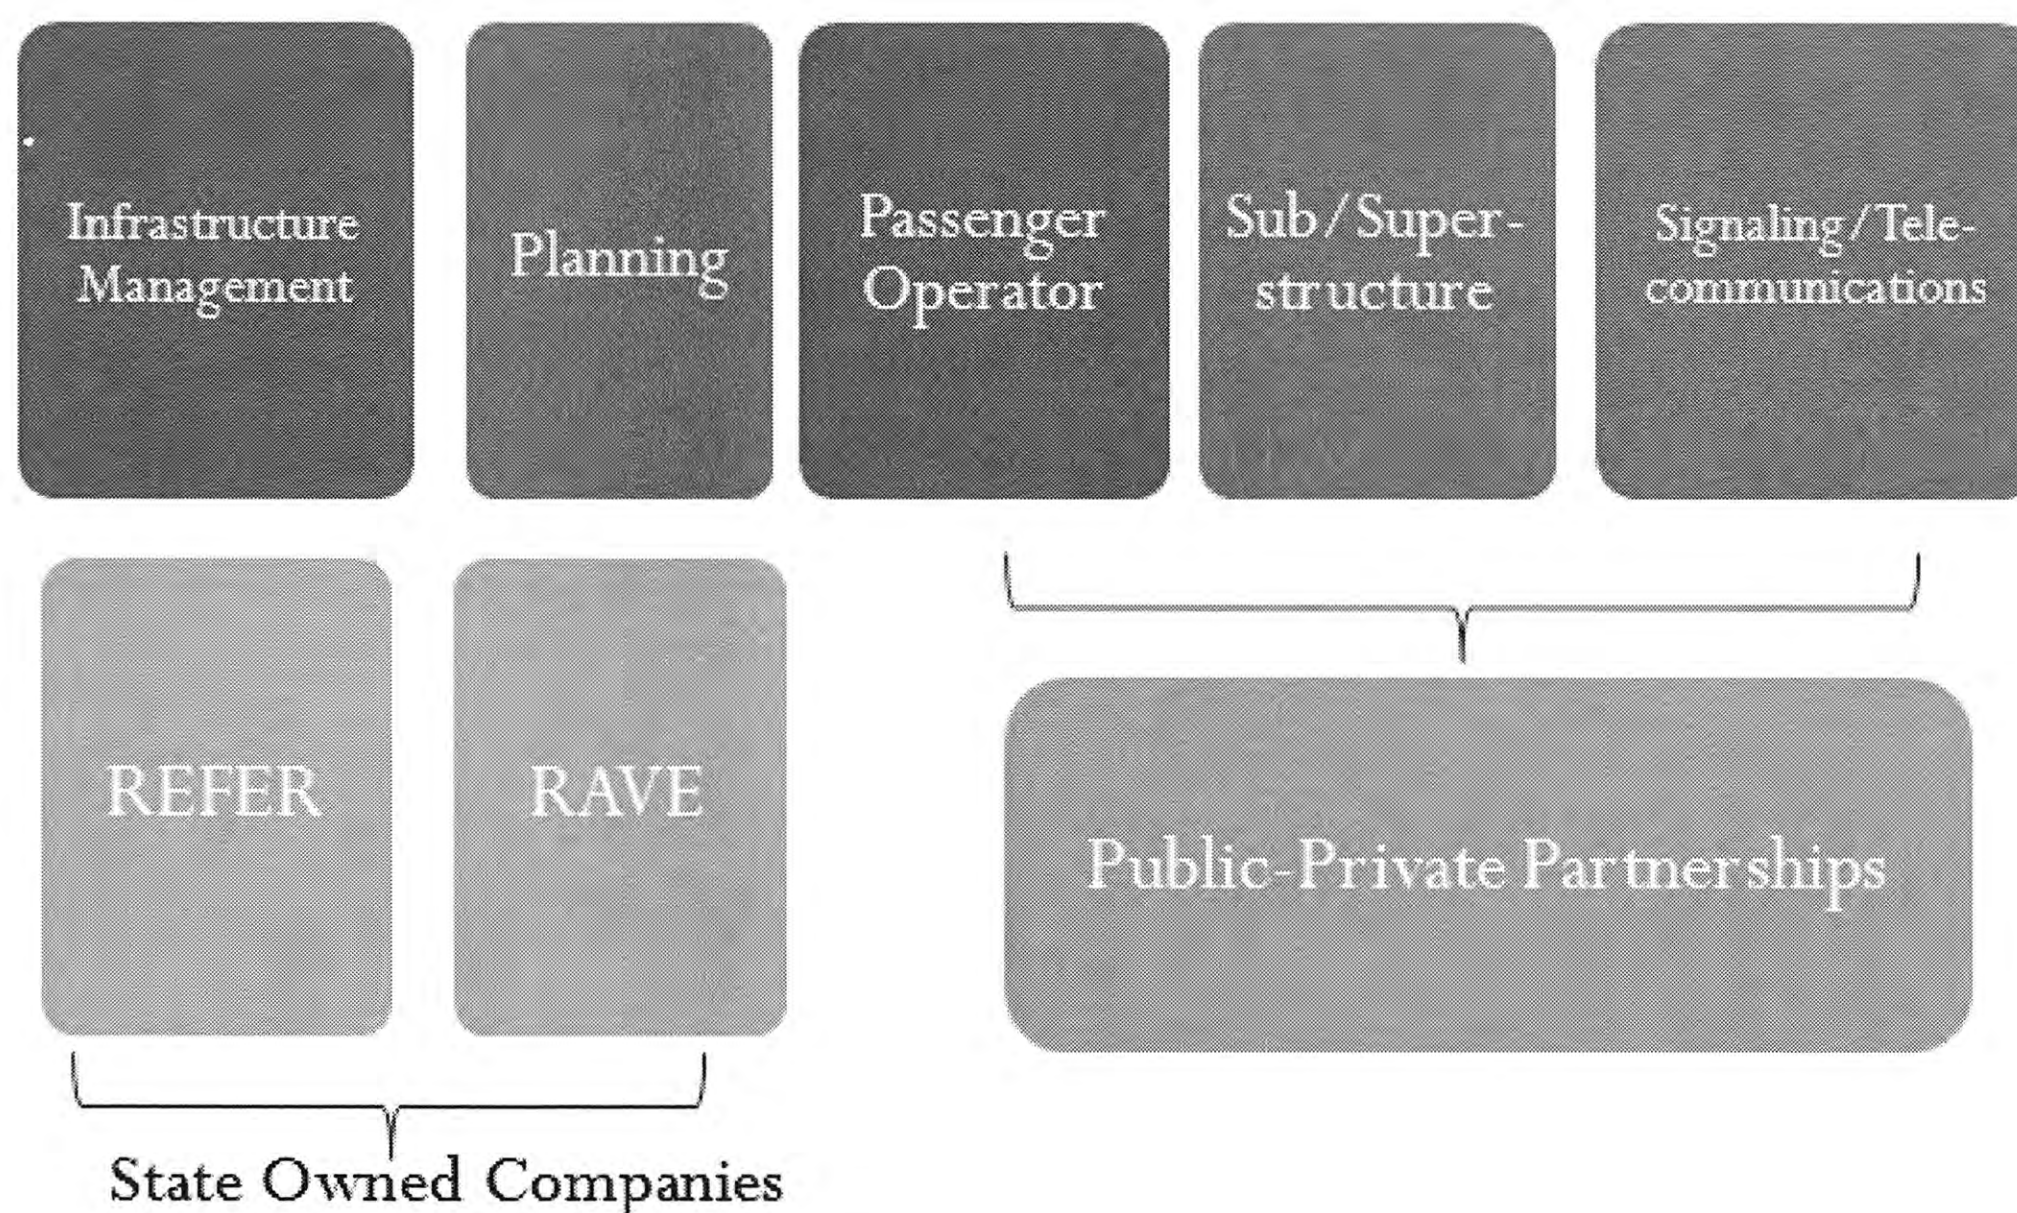 Infrastructure
Management
Planning
Passenger
Operator
Sub/Super-
structure
Signaling/Tele-
communications
REFER
RAVE
Public-Private Partnerships
State Owned Companies